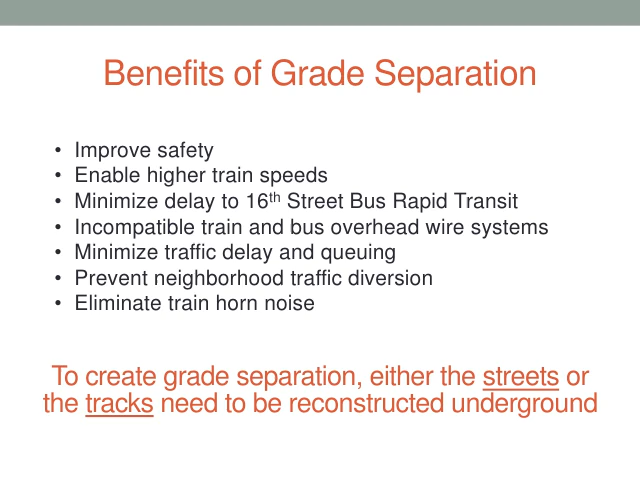 Benefits of Grade Separation
• Improve safety
• Enable higher train speeds
• Minimize delay to 16th Street Bus Rapid Transit
• Incompatible train and bus overhead wire systems
• Minimize traffic delay and queuing
• Prevent neighborhood traffic diversion
• Eliminate train horn noise
To create grade separation, either the streets or
the tracks need to be reconstructed underground